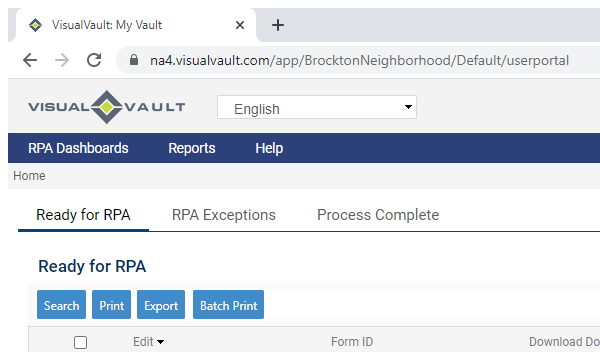 VisualVault: My Vault
na4.visualvault.com/app/BrocktonNeighborhood/Default/userportal
VISUAL VAULT
English
RPA Dashboards Reports Help
Home
Ready for RPA RPA Exceptions Process Complete
Ready for RPA
Search Print Export Batch Print
Edit Form ID Download Do